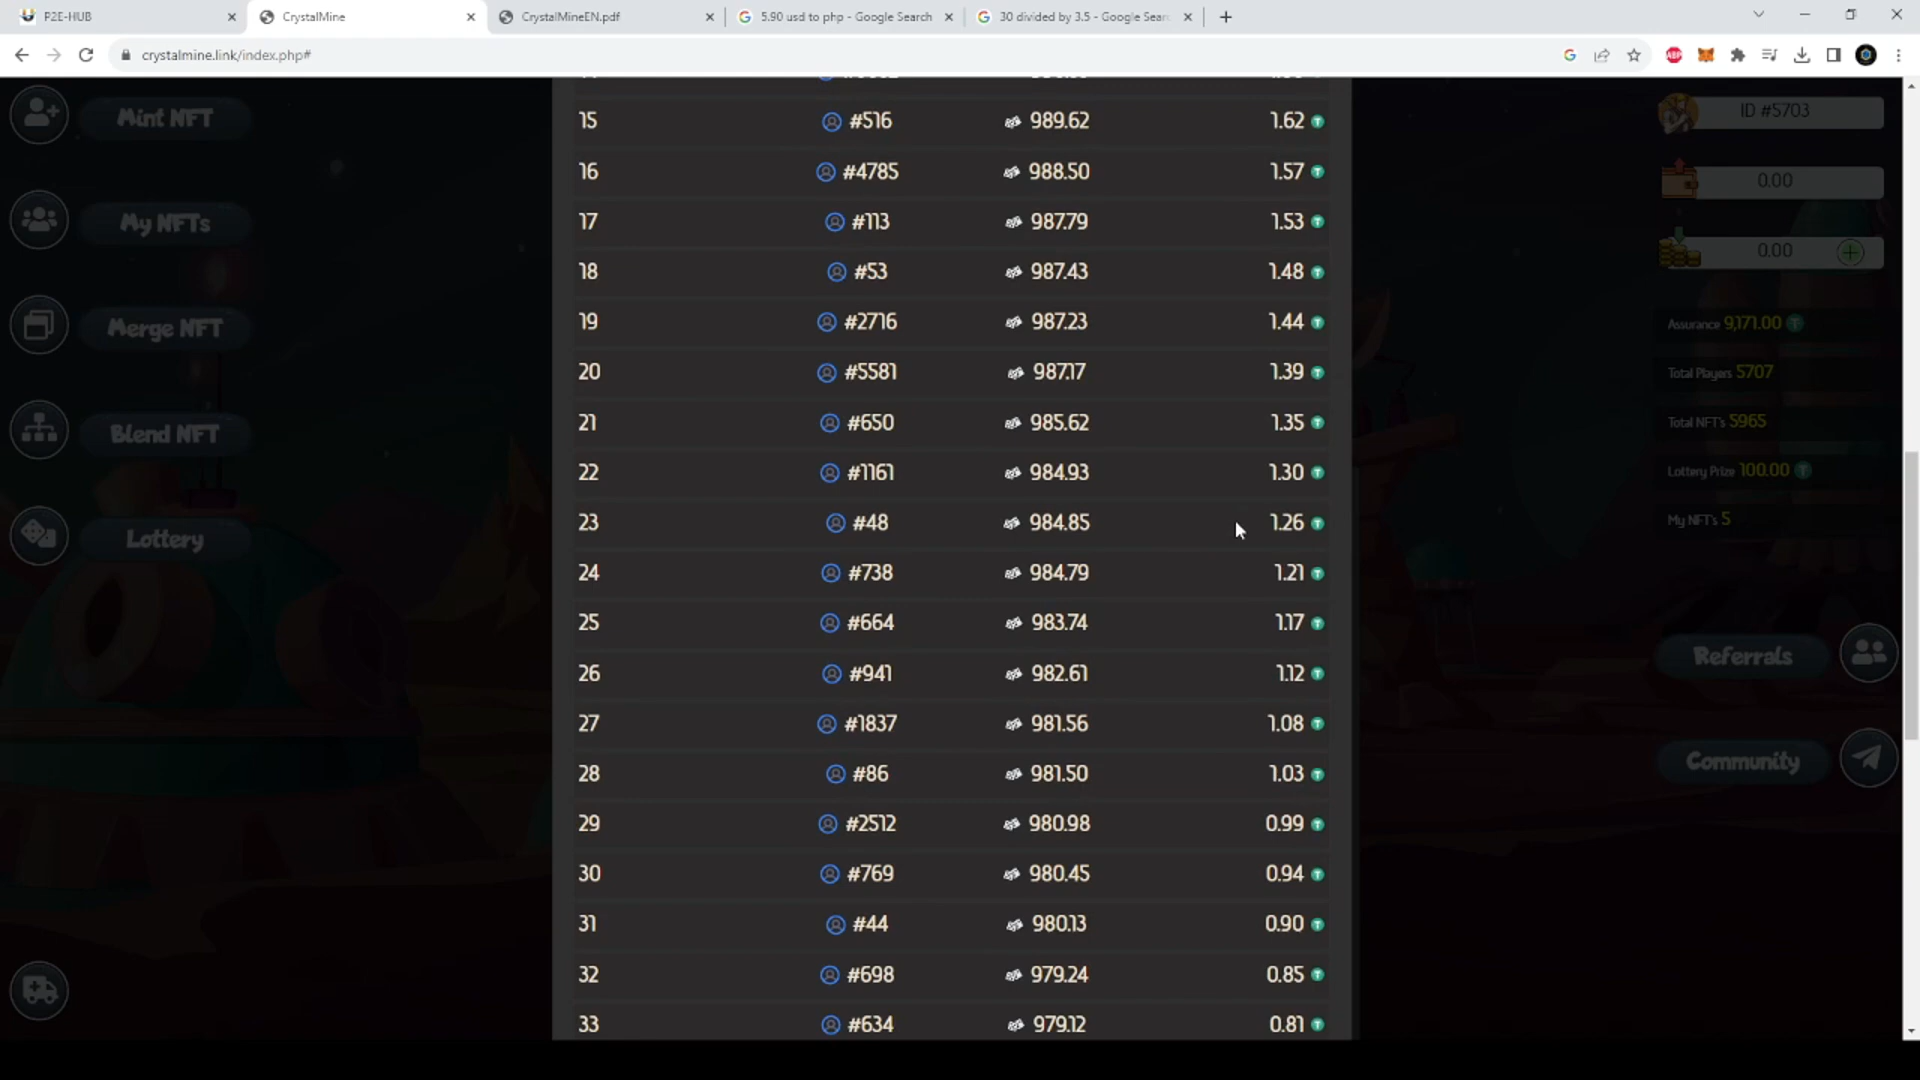 P2E-HUB
CrystalMine
CrystalMineEN.pdf
5.90 usd to php - Google Search
30 divided by 3.5 - Google Sear
crystalmine.link/index.php#
Mint NFT
My NFTs
Merge NFT
Blend NFT
Lottery
15 #516 989.62 1.62
16 #4785 988.50 1.57
17 #113 987.79 1.53
18 #53 987.43 1.48
19 #2716 987.23 1.44
20 #5581 987.17 1.39
21 #650 985.62 1.35
22 #1161 984.93 1.30
23 #48 984.85 1.26
24 #738 984.79 1.21
25 #664 983.74 1.17
26 #941 982.61 1.12
27 #1837 981.56 1.08
28 #86 981.50 1.03
29 #2512 980.98 0.99
30 #769 980.45 0.94
31 #44 980.13 0.90
32 #698 979.24 0.85
33 #634 979.12 0.81
ID #5703
0.00
0.00
Assurance 9,171.00
Total Players 5707
Total NFT's 5965
Lottery Prize 100.00
My NFT's 5
Referrals
Community